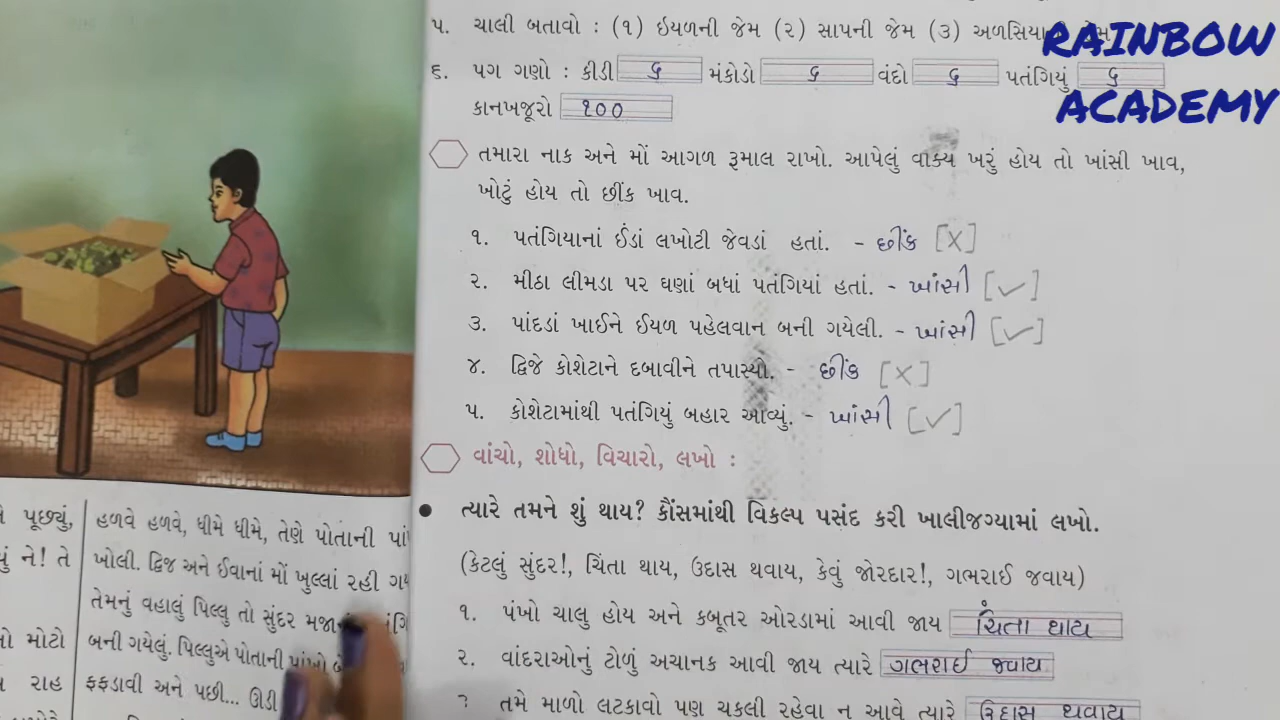 ૫. ચાલી બતાવો : (૧) ઇયળની જેમ (૨) સાપની જેમ (૩)
RAINBOW
ACADEMY
૬. પગ ગણો : કીડી ૬ મંકોડો ૬ વંદો ૬ પતંગિયું ૬
કાનખજૂરો ૧૦૦
તમારા નાક અને મોં આગળ રૂમાલ રાખો. આપેલું વાક્ય ખરું હોય તો ખાંસી ખાવ,
ખોટું હોય તો છીંક ખાવ.
૧. પતંગિયાનાં ઈંડાં લખોટી જેવડાં હતાં. - છીંક [X]
૨. મીઠા લીમડા પર ઘણાં બધાં પતંગિયાં હતાં. - ખાંસી [✓]
૩. પાંદડાં ખાઈને ઈયળ પહેલવાન બની ગયેલી. - ખાંસી [✓]
૪. દ્વિજે કોશેટાને દબાવીને તપાસ્યો. - છીંક [X]
૫. કોશેટામાંથી પતંગિયું બહાર આવ્યું. - ખાંસી [✓]
વાંચો, શોધો, વિચારો, લખો :
• ત્યારે તમને શું થાય? કૌંસમાંથી વિકલ્પ પસંદ કરી ખાલીજગ્યામાં લખો.
(કેટલું સુંદર!, ચિંતા થાય, ઉદાસ થવાય, કેવું જોરદાર!, ગભરાઈ જવાય)
૧. પંખો ચાલુ હોય અને કબૂતર ઓરડામાં આવી જાય ચિંતા થાય
૨. વાંદરાઓનું ટોળું અચાનક આવી જાય ત્યારે ગભરાઈ જવાય
તમે માળો લટકાવો પણ ચકલી રહેવા ન આવે ત્યારે ઉદાસ થવાય
પૂછ્યું,
ને! તે
મોટો
રાહ
હળવે હળવે, ધીમે ધીમે, તેણે પોતાની
ખોલી. દ્વિજ અને ઈવાનાં મોં ખુલ્લાં રહી
તેમનું વહાલું પિલ્લુ તો સુંદર
બની ગયેલું. પિલ્લુએ પોતાની પાંખો
ફફડાવી અને પછી... ઊડી